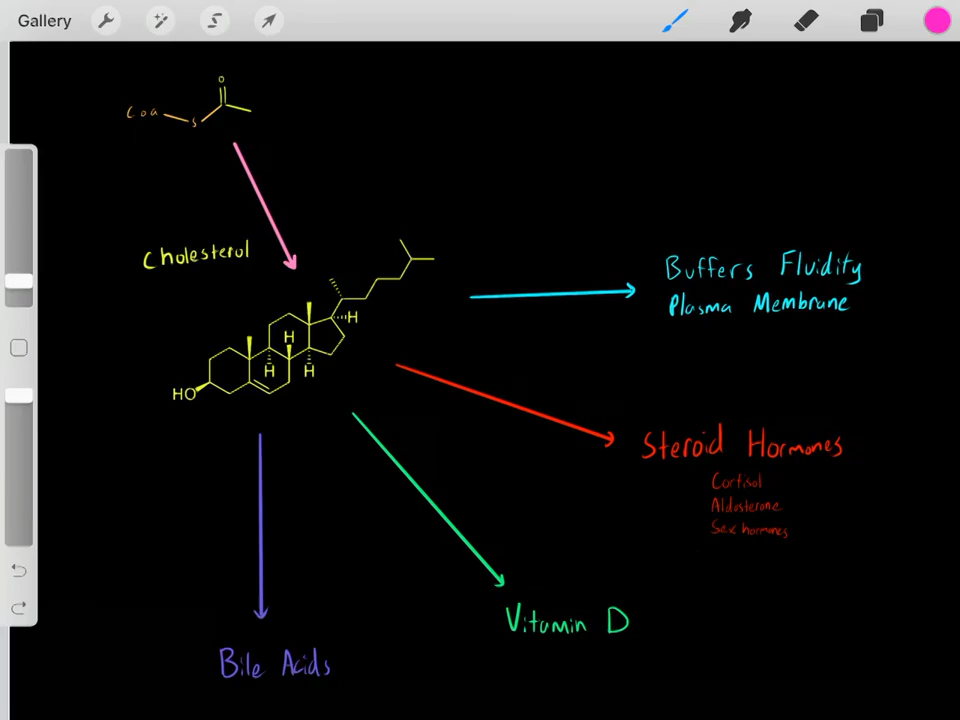 Gallery
O
Coa S
Cholesterol
H
H
H H
HO
Buffers Fluidity
Plasma Membrane
Steroid Hormones
Cortisol
Aldosterone
Sex hormones
Vitamin D
Bile Acids